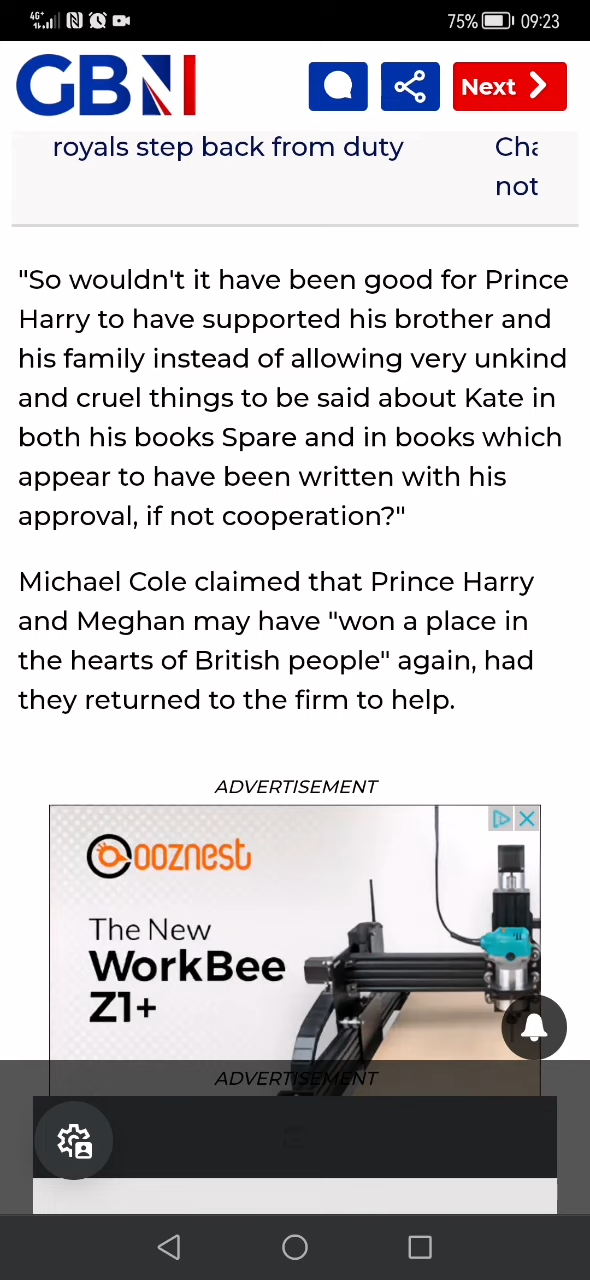 4G+ 75% 09:23
GBN
Next
royals step back from duty
Cha
not
"So wouldn't it have been good for Prince
Harry to have supported his brother and
his family instead of allowing very unkind
and cruel things to be said about Kate in
both his books Spare and in books which
appear to have been written with his
approval, if not cooperation?"
Michael Cole claimed that Prince Harry
and Meghan may have "won a place in
the hearts of British people" again, had
they returned to the firm to help.
ADVERTISEMENT
ooznest
The New
WorkBee
Z1+
ADVERTISEMENT